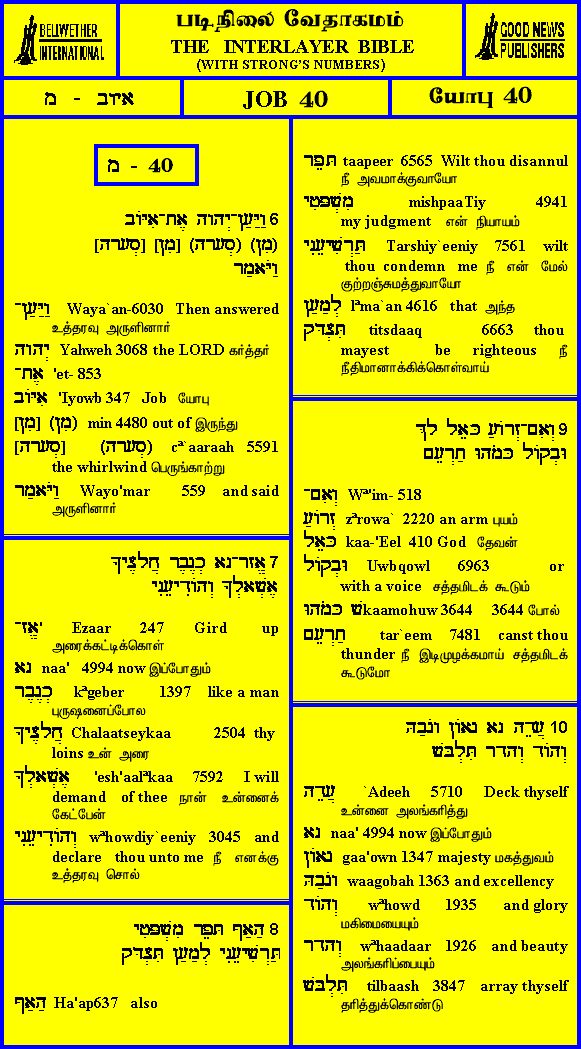 BELLWETHER
INTERNATIONAL
படிநிலை வேதாகமம்
THE INTERLAYER BIBLE
(WITH STRONG'S NUMBERS)
GOOD NEWS
PUBLISHERS
איוב - מ
JOB 40
யோபு 40
מ - 40
6 וַיַּעַן־יְהוָה אֶת־אִיּוֹב
(מִן) (סְעָרָה) [מִן] [סְעָרָה]
וַיֹּאמַר
וַיַּעַן־ Waya`an-6030 Then answered
உத்தரவு அருளினார்
יְהוָה Yahweh 3068 the LORD கர்த்தர்
אֶת־ 'et- 853
אִיּוֹב 'Iyowb 347 Job யோபு
[מִן] (מִן) min 4480 out of இருந்து
[סְעָרָה] (סְעָרָה) cª`aaraah 5591
the whirlwind பெருங்காற்று
וַיֹּאמַר Wayo'mar 559 and said
அருளினார்
7 אֱזָר־נָא כְגֶבֶר חֲלָצֶיךָ
אֶשְׁאָלְךָ וְהוֹדִיעֵנִי
אֱזָר־' Ezaar 247 Gird up
அரைக்கட்டிக்கொள்
נָא naa' 4994 now இப்போதும்
כְגֶבֶר kªgeber 1397 like a man
புருஷனைப்போல
חֲלָצֶיךָ Chalaatseykaa 2504 thy
loins உன் அரை
אֶשְׁאָלְךָ 'esh'aalªkaa 7592 I will
demand of thee நான் உன்னைக்
கேட்பேன்
וְהוֹדִיעֵנִי wªhowdiy`eeniy 3045 and
declare thou unto me நீ எனக்கு
உத்தரவு சொல்
8 הַאַף תָּפֵר מִשְׁפָּטִי
תַּרְשִׁיעֵנִי לְמַעַן תִּצְדָּק
הַאַף Ha'ap637 also
תָּפֵר taapeer 6565 Wilt thou disannul
நீ அவமாக்குவாயோ
מִשְׁפָּטִי mishpaaTiy 4941
my judgment என் நியாயம்
תַּרְשִׁיעֵנִי Tarshiy`eeniy 7561 wilt
thou condemn me நீ என் மேல்
குற்றஞ்சுமத்துவாயோ
לְמַעַן lªma`an 4616 that அந்த
תִּצְדָּק titsdaaq 6663 thou
mayest be righteous நீ
நீதிமானாக்கிக்கொள்வாய்
9 וְאִם־זְרוֹעַ כָּאֵל לָךְ
וּבְקוֹל כָּמֹהוּ תַרְעֵם
וְאִם־ Wª'im- 518
זְרוֹעַ zªrowa` 2220 an arm புயம்
כָּאֵל kaa-'Eel 410 God தேவன்
וּבְקוֹל Uwbqowl 6963 or
with a voice சத்தமிடக் கூடும்
שׁ כָּמֹהוּkaamohuw 3644 3644 போல்
תַרְעֵם tar`eem 7481 canst thou
thunder நீ இடிமுழக்கமாய் சத்தமிடக்
கூடுமோ
10 עֲדֵה נָא גָאוֹן וָגֹבַהּ
וְהוֹד וְהָדָר תִּלְבָּשׁ
עֲדֵה `Adeeh 5710 Deck thyself
உன்னை அலங்கரித்து
נָא naa' 4994 now இப்போதும்
גָאוֹן gaa'own 1347 majesty மகத்துவம்
וָגֹבַהּ waagobah 1363 and excellency
וְהוֹד wªhowd 1935 and glory
மகிமையையும்
וְהָדָר wªhaadaar 1926 and beauty
அலங்கரிப்பையும்
תִּלְבָּשׁ tilbaash 3847 array thyself
தரித்துக்கொண்டு